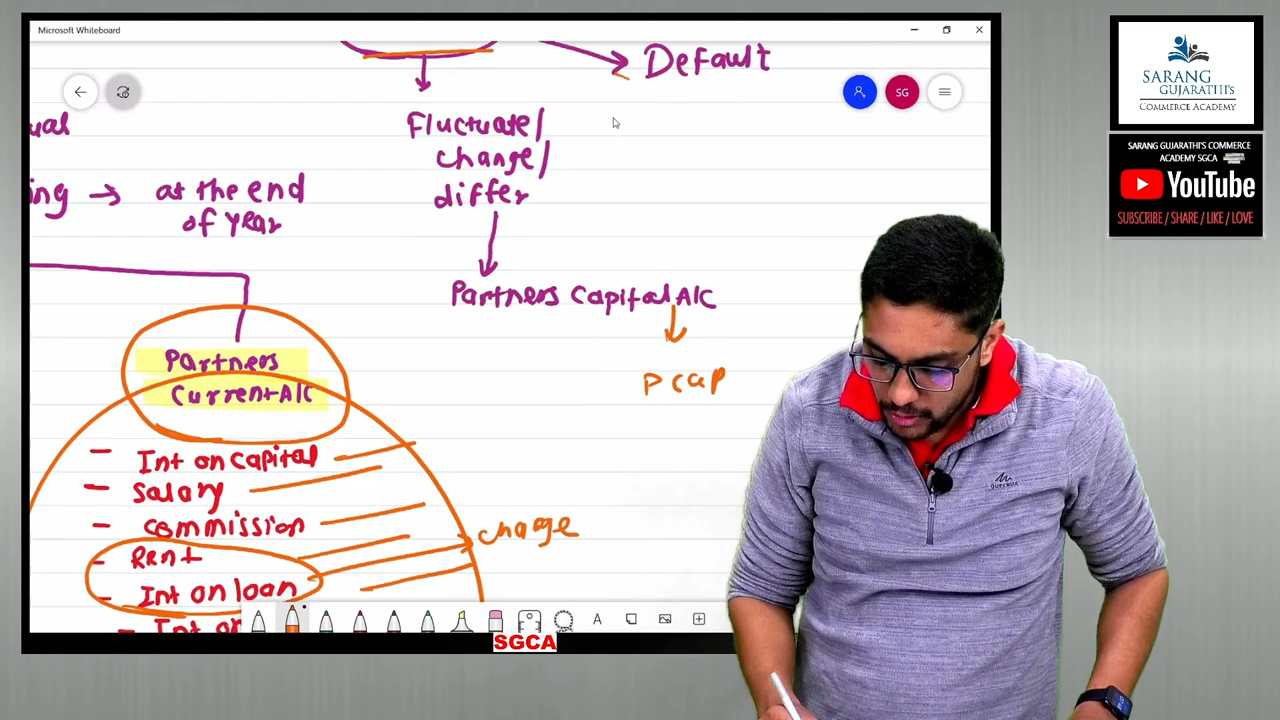 Microsoft Whiteboard
Default
SG
ual
Fluctuate/
change/
differ
ing → at the end
of year
Partners Capital A/C
P cap
Partners
Current A/C
- Int on capital
- Salary
- commission
- Rent
- Int on loan
charge
A
SGCA
SARANG
GUJARATHI'S
COMMERCE ACADEMY
SARANG GUJARATHI'S COMMERCE
ACADEMY SGCA
YouTube
SUBSCRIBE / SHARE / LIKE / LOVE
QUECHUA